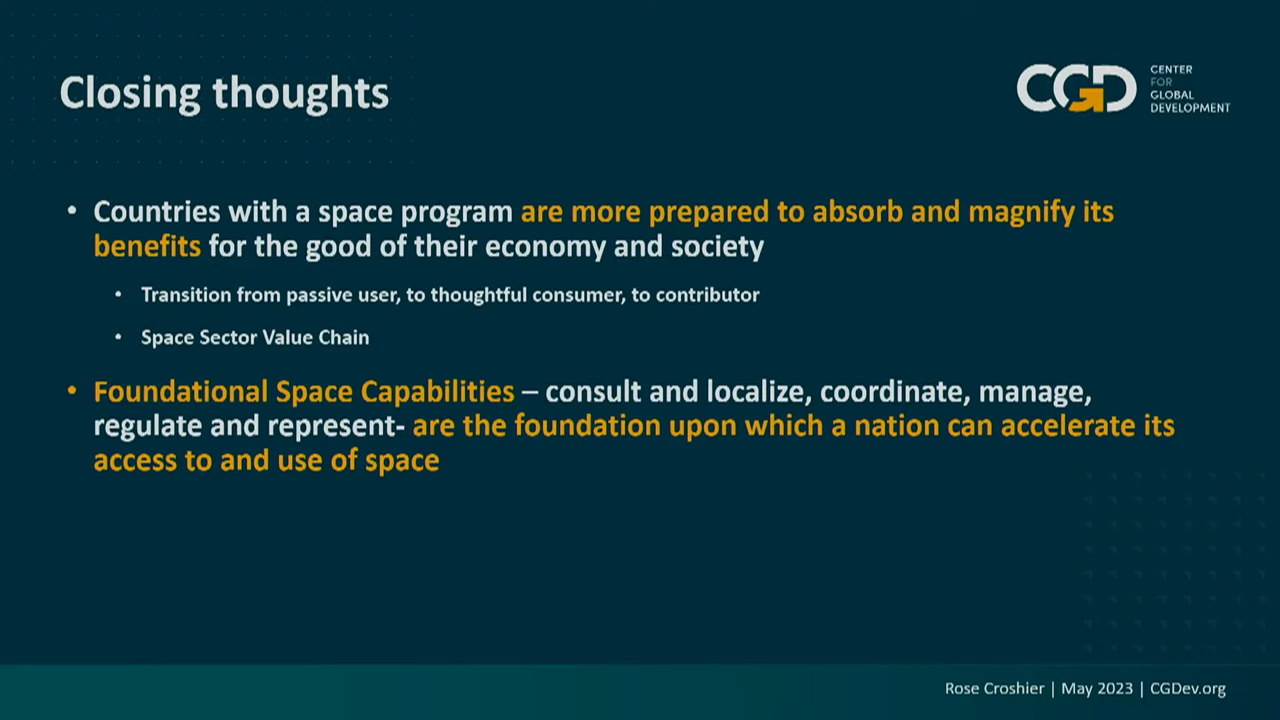 Closing thoughts
CGD
CENTER
FOR
GLOBAL
DEVELOPMENT
• Countries with a space program are more prepared to absorb and magnify its
benefits for the good of their economy and society
• Transition from passive user, to thoughtful consumer, to contributor
• Space Sector Value Chain
• Foundational Space Capabilities – consult and localize, coordinate, manage,
regulate and represent- are the foundation upon which a nation can accelerate its
access to and use of space
Rose Croshier | May 2023 | CGDev.org